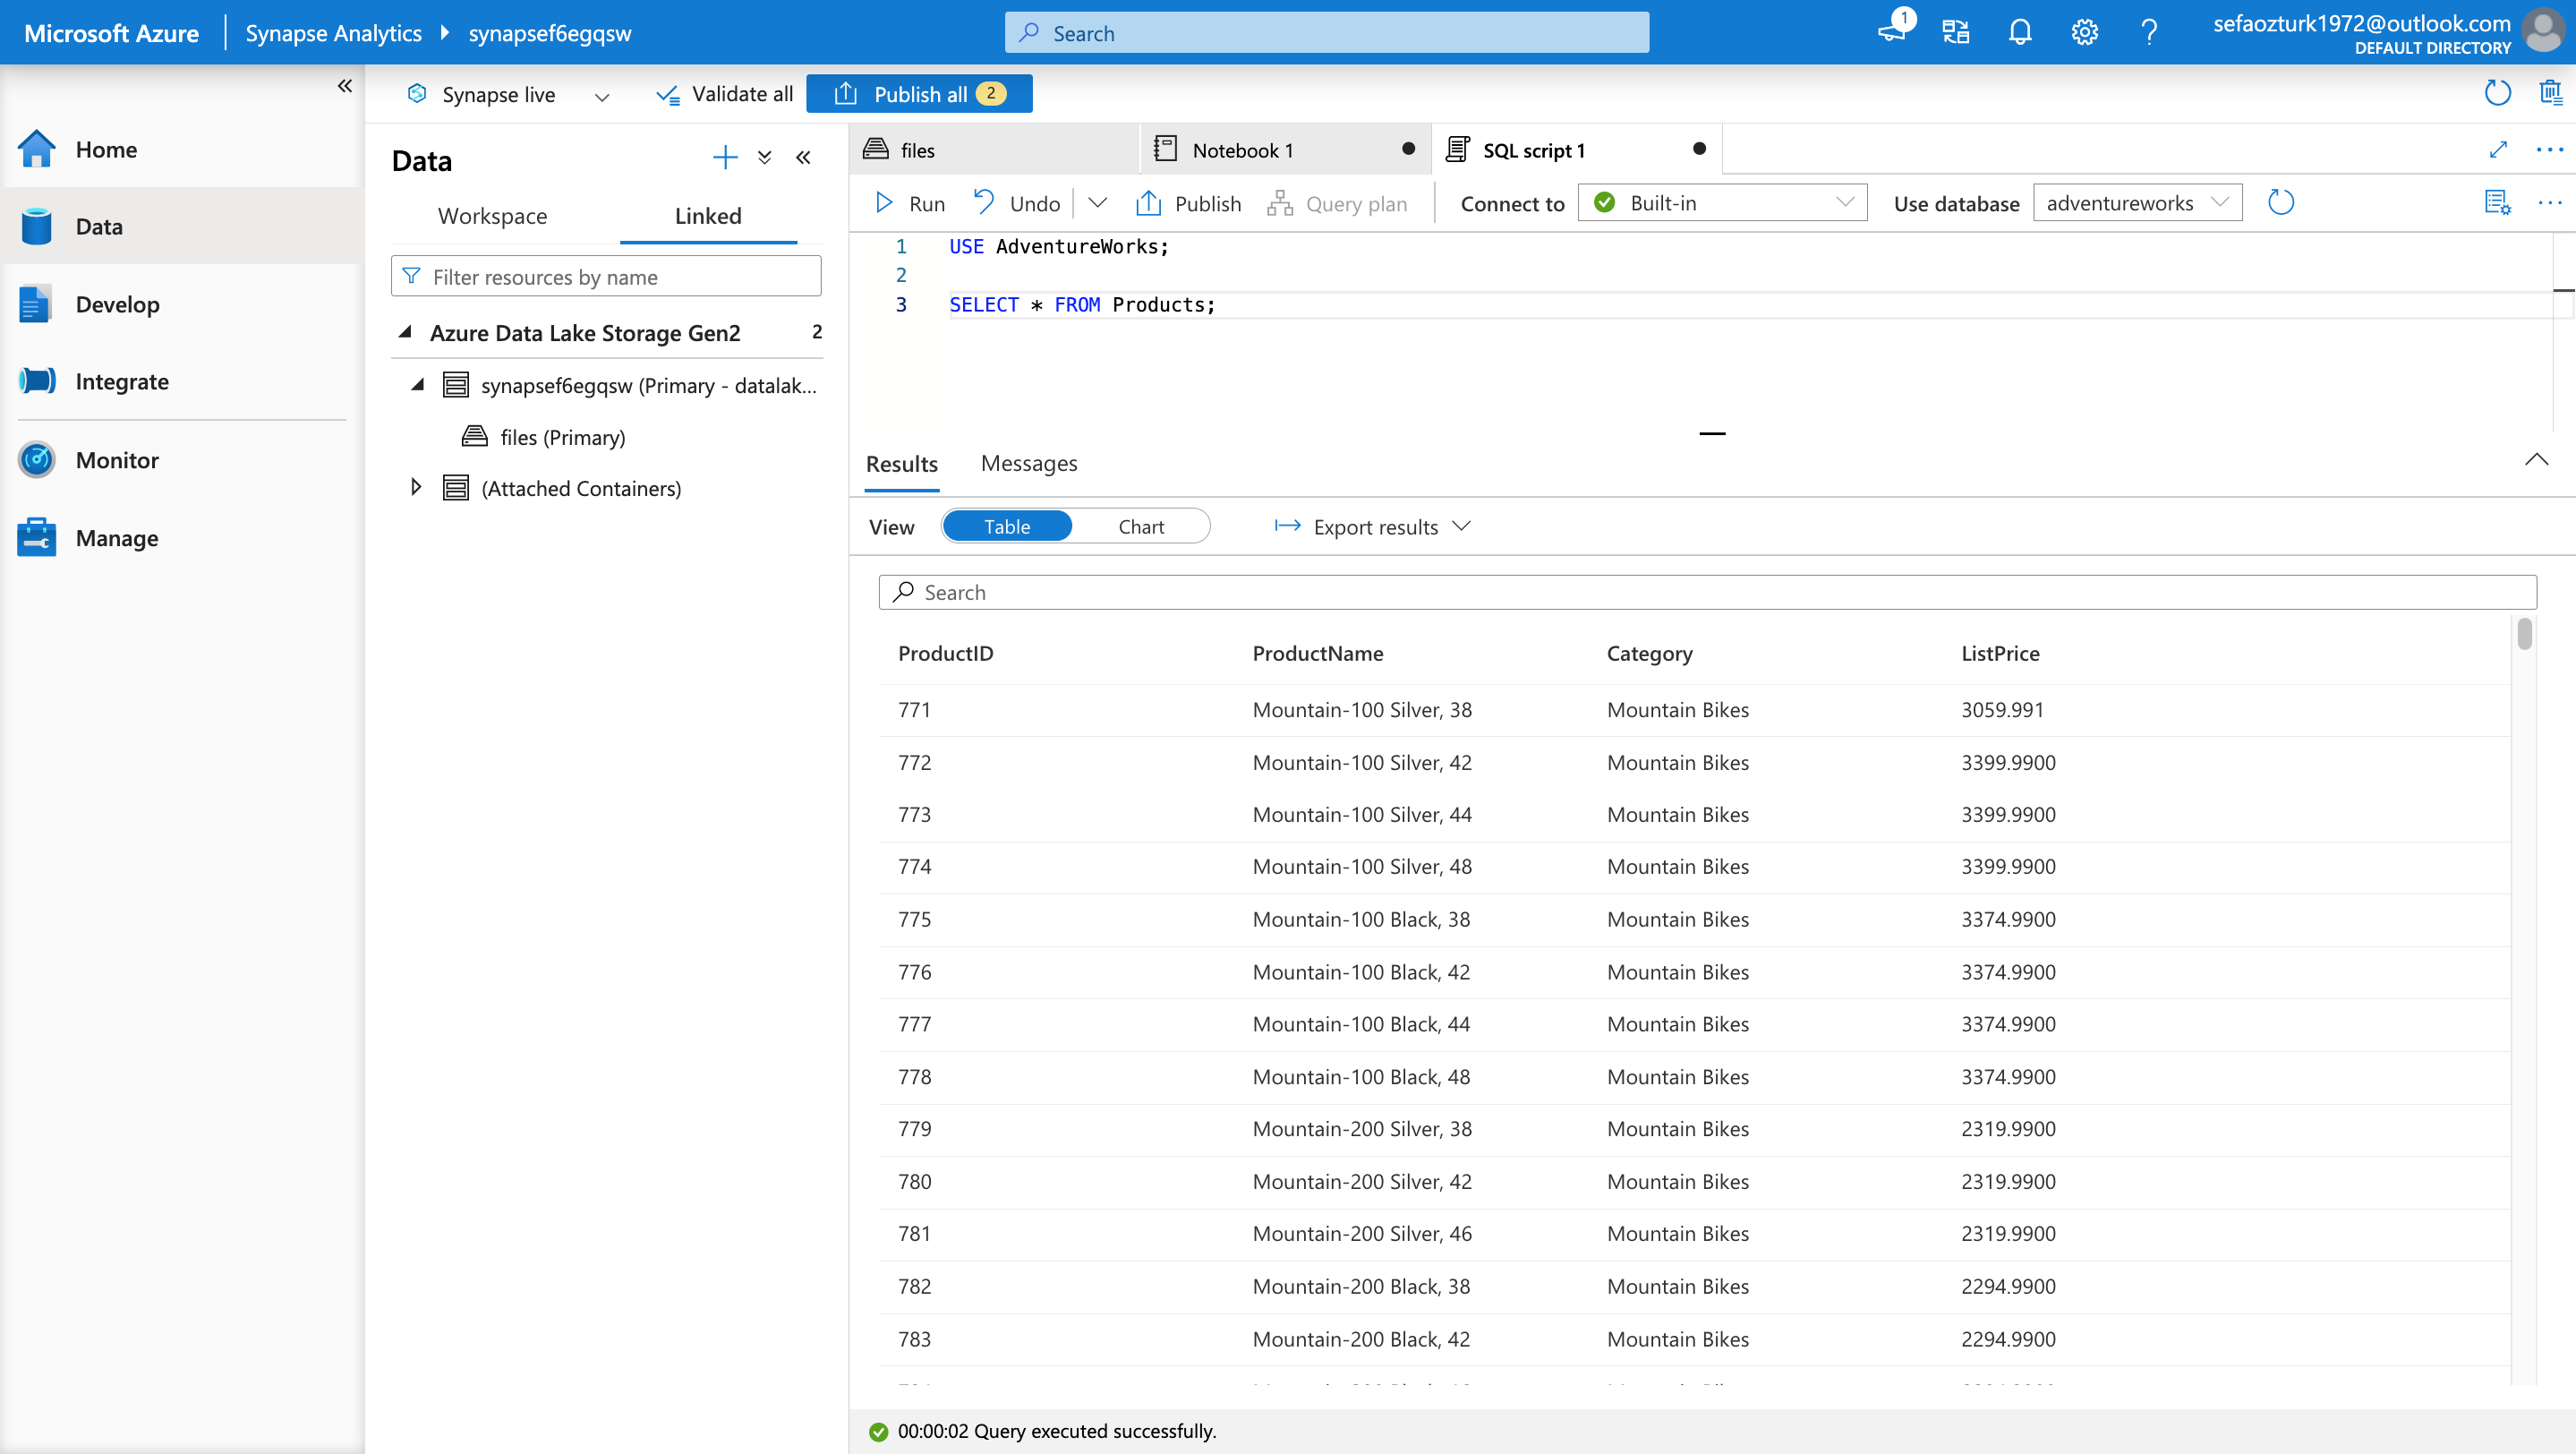 Microsoft Azure
Synapse Analytics
synapsef6egqsw
Search
1
sefaozturk1972@outlook.com
DEFAULT DIRECTORY
Synapse live
Validate all
Publish all 2
Home
Data
Develop
Integrate
Monitor
Manage
Data
Workspace
Linked
Filter resources by name
Azure Data Lake Storage Gen2 2
synapsef6egqsw (Primary - datalak...
files (Primary)
(Attached Containers)
files
Notebook 1
SQL script 1
Run
Undo
Publish
Query plan
Connect to
Built-in
Use database
adventureworks
1 USE AdventureWorks;
2
3 SELECT * FROM Products;
Results
Messages
View
Table
Chart
Export results
Search
ProductID ProductName Category ListPrice
771 Mountain-100 Silver, 38 Mountain Bikes 3059.991
772 Mountain-100 Silver, 42 Mountain Bikes 3399.9900
773 Mountain-100 Silver, 44 Mountain Bikes 3399.9900
774 Mountain-100 Silver, 48 Mountain Bikes 3399.9900
775 Mountain-100 Black, 38 Mountain Bikes 3374.9900
776 Mountain-100 Black, 42 Mountain Bikes 3374.9900
777 Mountain-100 Black, 44 Mountain Bikes 3374.9900
778 Mountain-100 Black, 48 Mountain Bikes 3374.9900
779 Mountain-200 Silver, 38 Mountain Bikes 2319.9900
780 Mountain-200 Silver, 42 Mountain Bikes 2319.9900
781 Mountain-200 Silver, 46 Mountain Bikes 2319.9900
782 Mountain-200 Black, 38 Mountain Bikes 2294.9900
783 Mountain-200 Black, 42 Mountain Bikes 2294.9900
00:00:02 Query executed successfully.